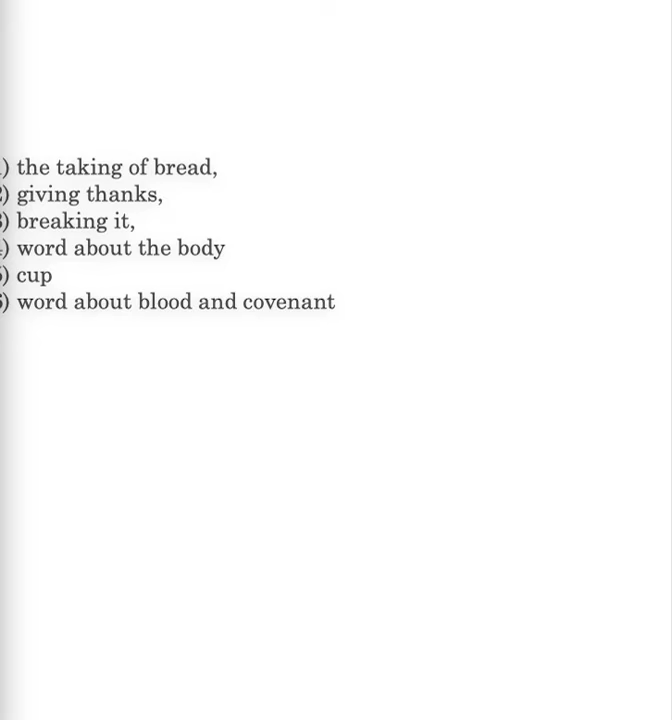 ) the taking of bread,
) giving thanks,
) breaking it,
) word about the body
) cup
) word about blood and covenant